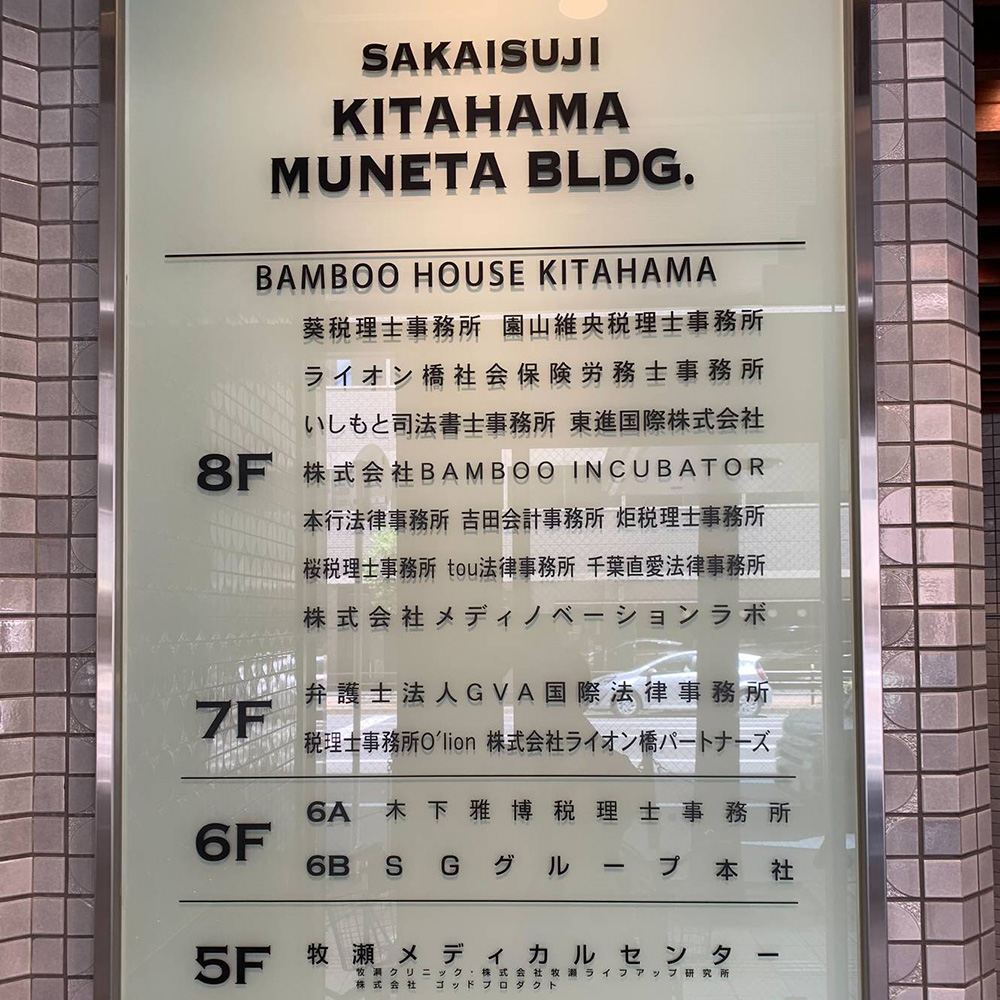 SAKAISUJI
KITAHAMA
MUNETA BLDG.
BAMBOO HOUSE KITAHAMA
葵税理士事務所 園山維央税理士事務所
ライオン橋社会保険労務士事務所
いしもと司法書士事務所 東進国際株式会社
8F 株式会社BAMBOO INCUBATOR
本行法律事務所 吉田会計事務所 炬税理士事務所
桜税理士事務所 tou法律事務所 千葉直愛法律事務所
株式会社メディノベーションラボ
7F 弁護士法人GVA国際法律事務所
税理士事務所O'lion 株式会社ライオン橋パートナーズ
6F 6A 木下雅博税理士事務所
6B SGグループ本社
5F 牧瀬メディカルセンター
牧瀬クリニック・株式会社牧瀬ライフアップ研究所
株式会社 ゴッドプロダクト